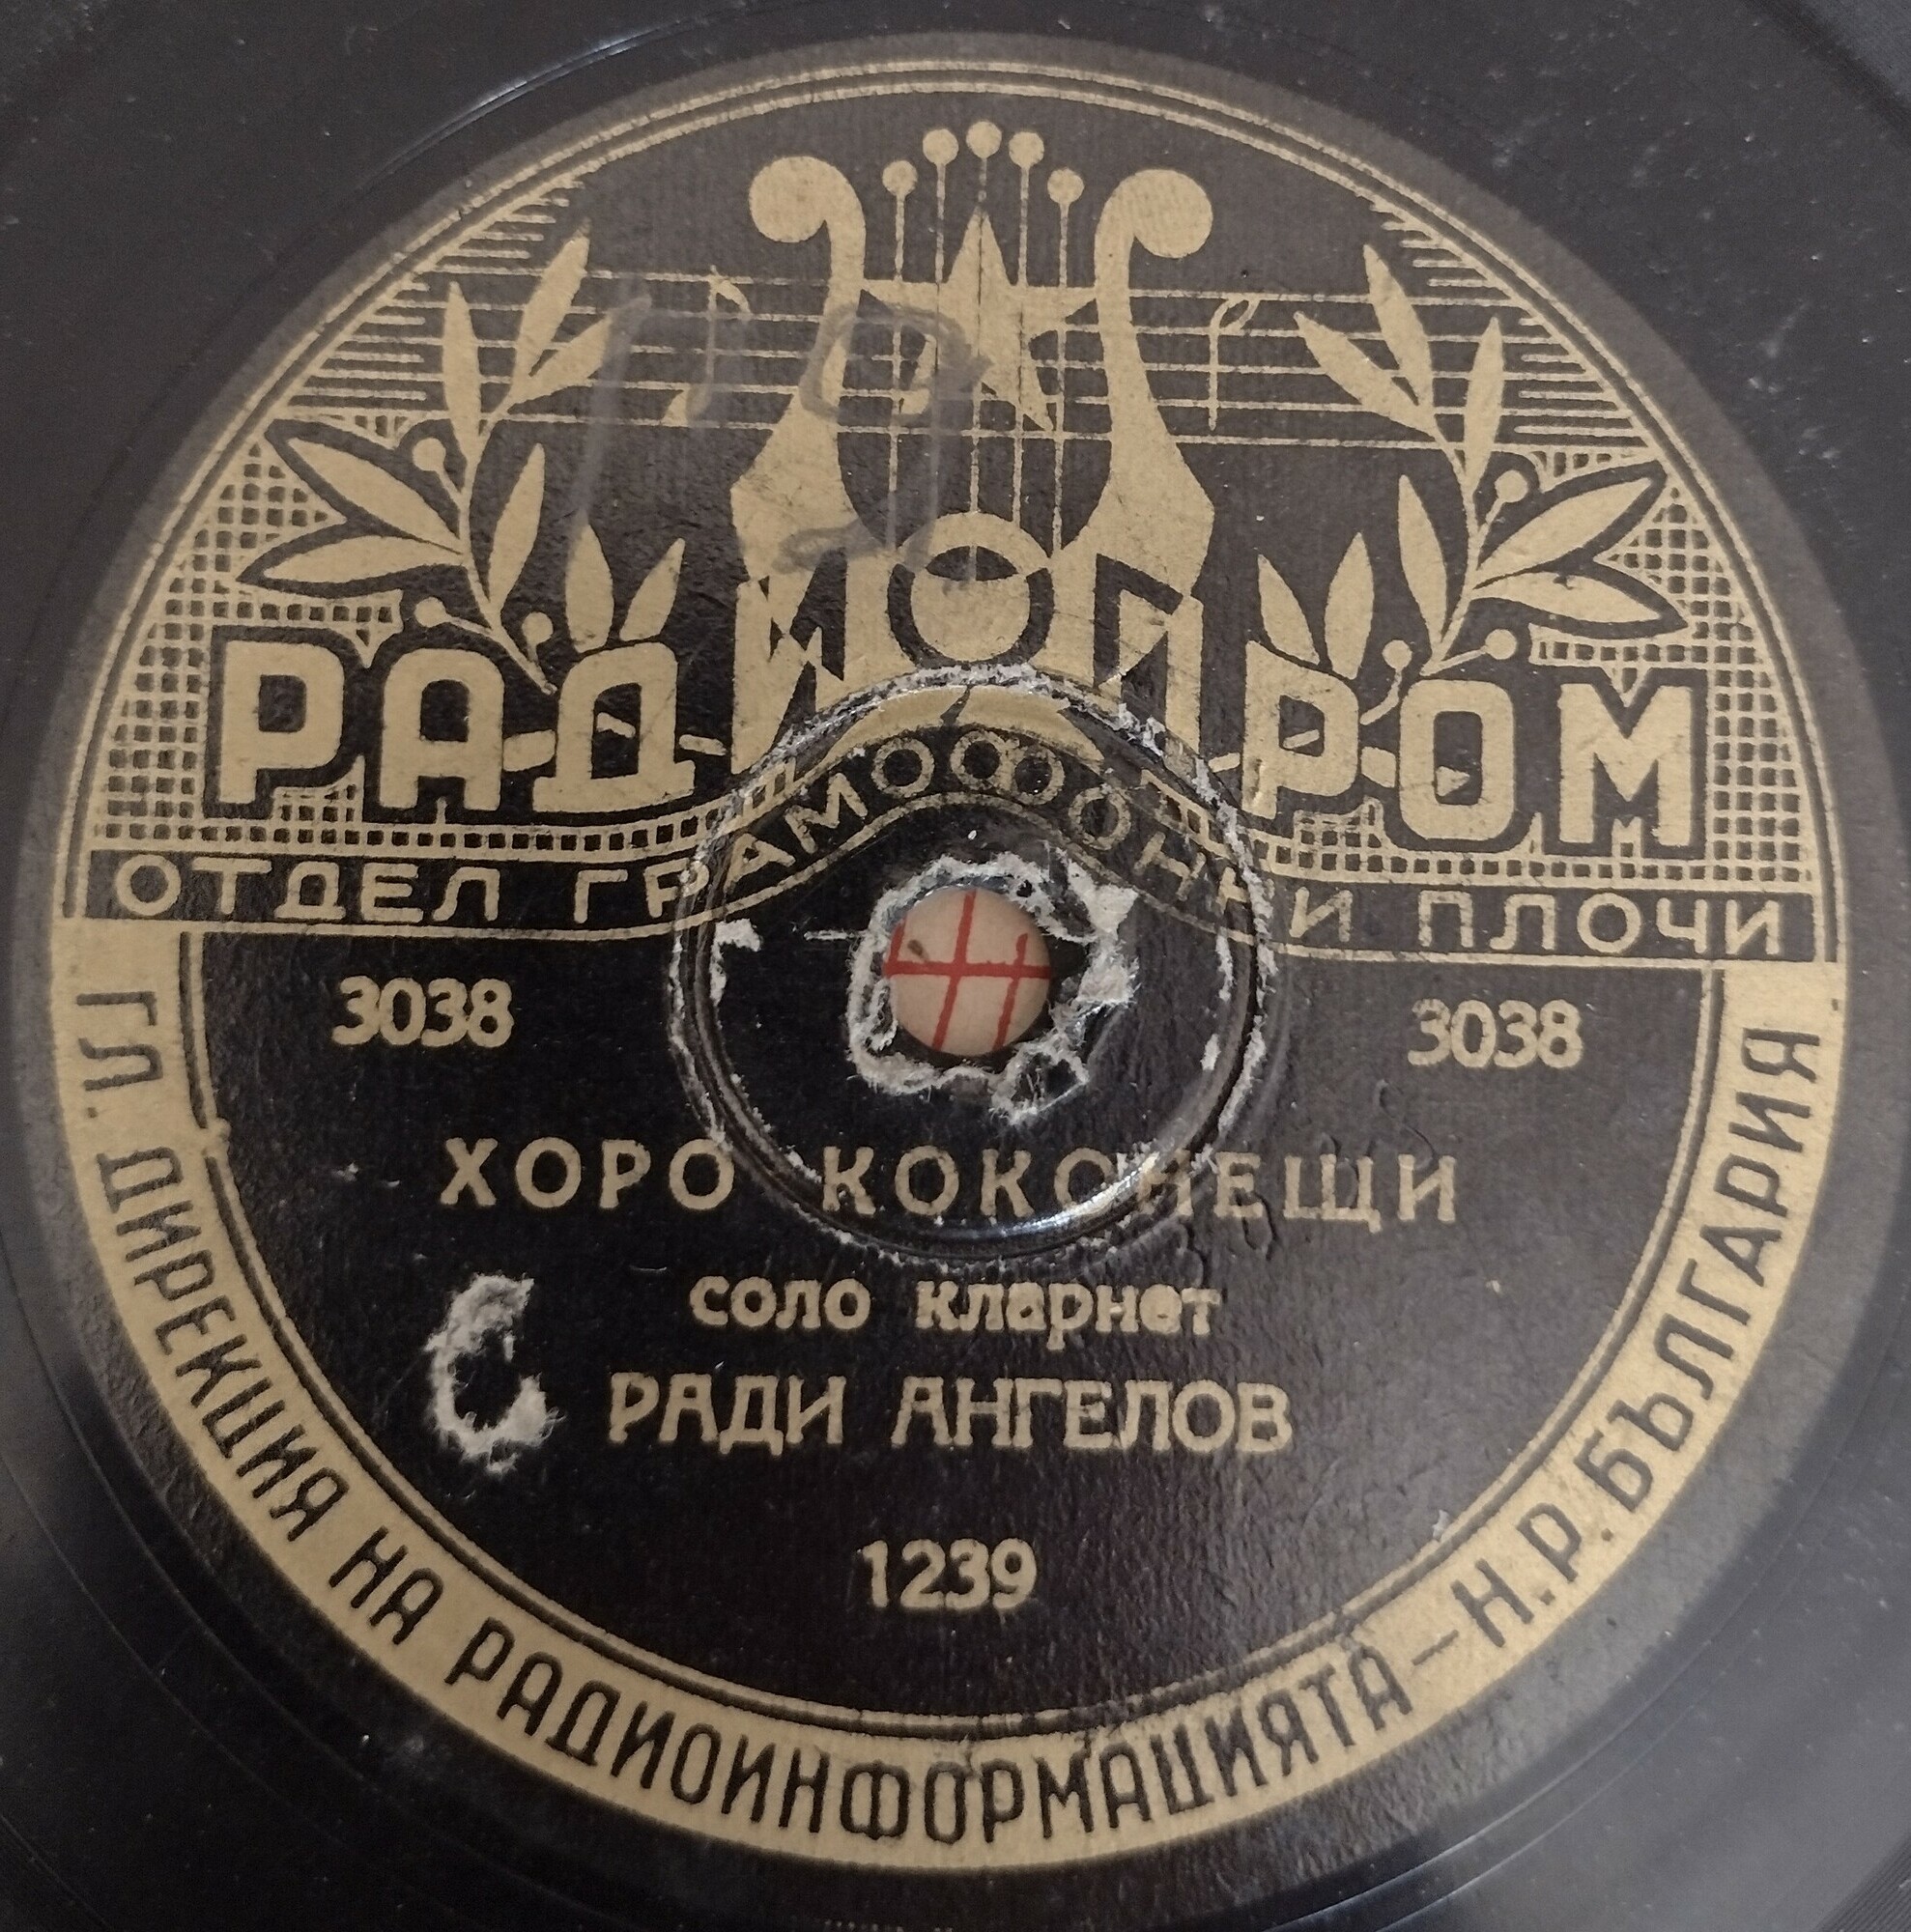 РАДИОПРОМ
ОТДЕЛ ГРАМОФОННИ ПЛОЧИ
3038 3038
ХОРО КОКОНЕЩИ
соло кларнет
РАДИ АНГЕЛОВ
1239
ГЛ. ДИРЕКЦИЯ НА РАДИОИНФОРМАЦИЯТА - Н.Р. БЪЛГАРИЯ